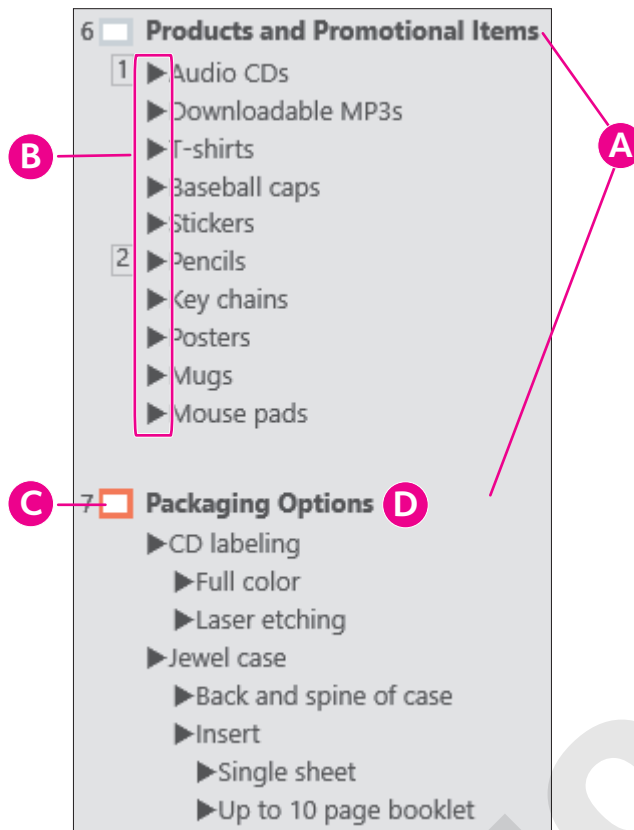 6 Products and Promotional Items
1 Audio CDs
Downloadable MP3s
T-shirts
Baseball caps
Stickers
2 Pencils
Key chains
Posters
Mugs
Mouse pads
A
B
C
7 Packaging Options D
CD labeling
Full color
Laser etching
Jewel case
Back and spine of case
Insert
Single sheet
Up to 10 page booklet